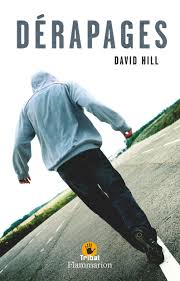 DÉRAPAGES
DAVID HILL
Tribal
Flammarion